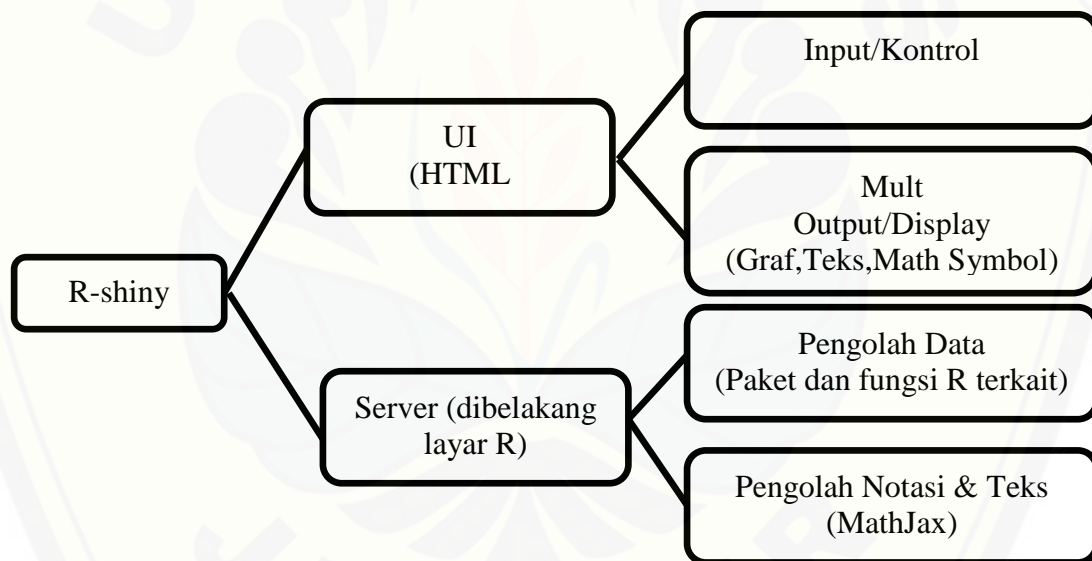 R-shiny
UI
(HTML
Input/Kontrol
Mult
Output/Display
(Graf,Teks,Math Symbol)
Server (dibelakang
layar R)
Pengolah Data
(Paket dan fungsi R terkait)
Pengolah Notasi & Teks
(MathJax)